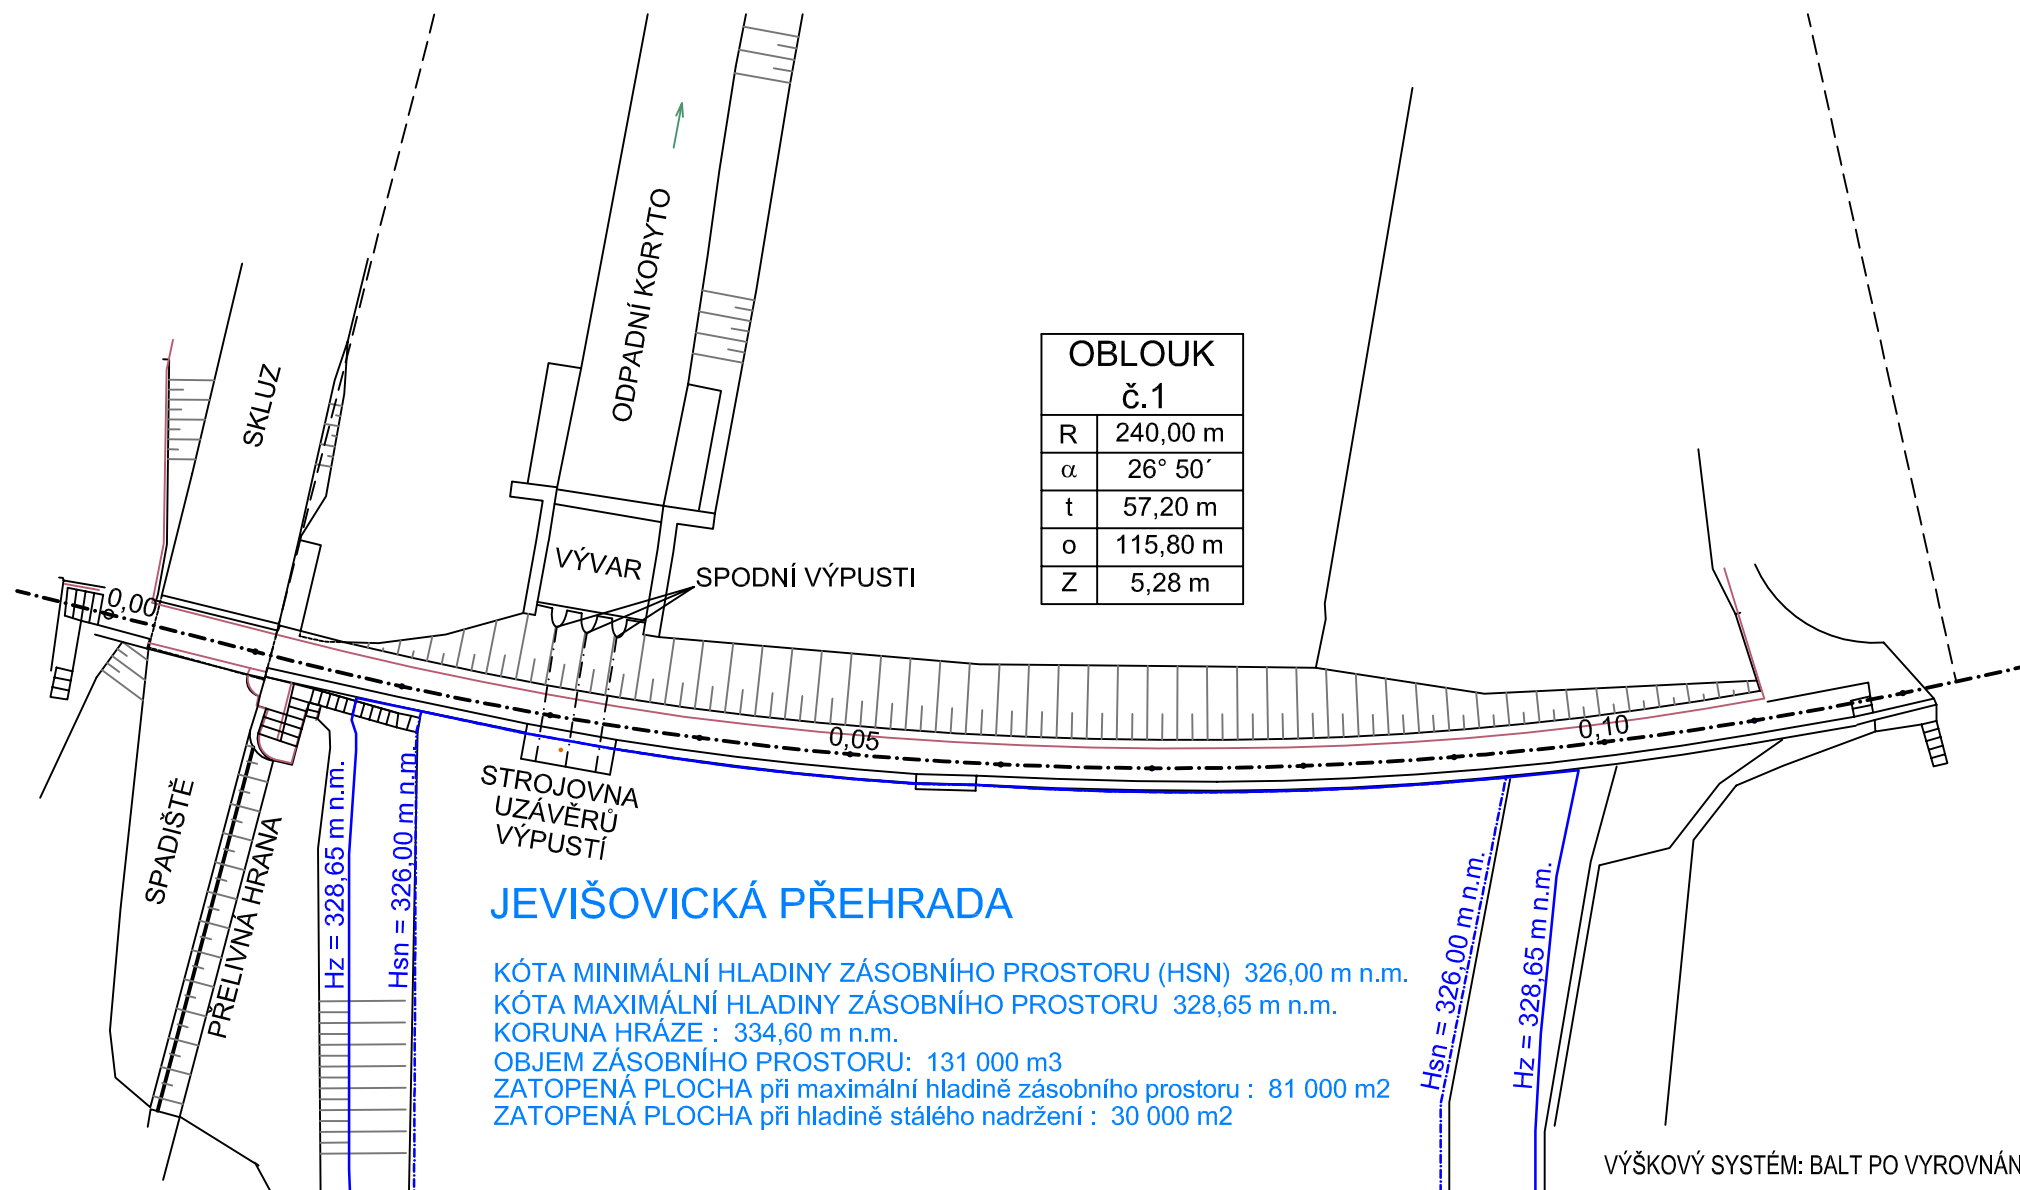 ODPADNÍ KORYTO
SKLUZ
OBLOUK
č.1
R 240,00 m
α 26° 50´
t 57,20 m
o 115,80 m
Z 5,28 m
VÝVAR
SPODNÍ VÝPUSTI
0,00
0,05
0,10
STROJOVNA
UZÁVĚRŮ
VÝPUSTÍ
SPADIŠTĚ
PŘELIVNÁ HRANA
Hz = 328,65 m n.m.
Hsn = 326,00 m n.m.
Hsn = 326,00 m n.m.
Hz = 328,65 m n.m.
JEVIŠOVICKÁ PŘEHRADA
KÓTA MINIMÁLNÍ HLADINY ZÁSOBNÍHO PROSTORU (HSN) 326,00 m n.m.
KÓTA MAXIMÁLNÍ HLADINY ZÁSOBNÍHO PROSTORU 328,65 m n.m.
KORUNA HRÁZE : 334,60 m n.m.
OBJEM ZÁSOBNÍHO PROSTORU: 131 000 m3
ZATOPENÁ PLOCHA při maximální hladině zásobního prostoru : 81 000 m2
ZATOPENÁ PLOCHA při hladině stálého nadržení : 30 000 m2
VÝŠKOVÝ SYSTÉM: BALT PO VYROVNÁN